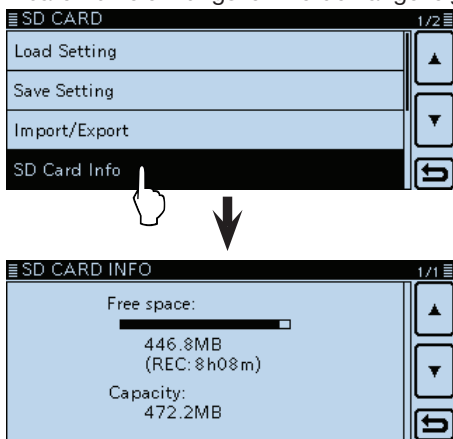 SD CARD
1/2
Load Setting
Save Setting
Import/Export
SD Card Info
SD CARD INFO
1/1
Free space:
446.8MB
(REC: 8h08m)
Capacity:
472.2MB